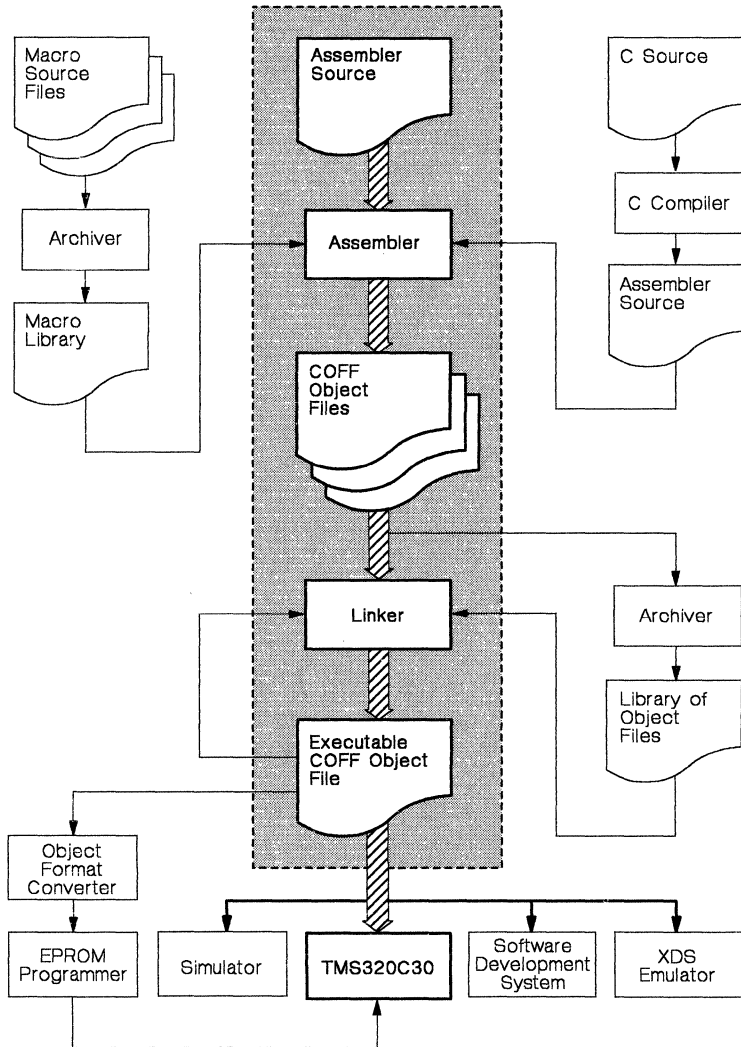 Macro
Source
Files
Assembler
Source
C Source
Archiver
Assembler
C Compiler
Macro
Library
Assembler
Source
COFF
Object
Files
Linker
Archiver
Library of
Object
Files
Executable
COFF Object
File
Object
Format
Converter
EPROM
Programmer
Simulator
TMS320C30
Software
Development
System
XDS
Emulator